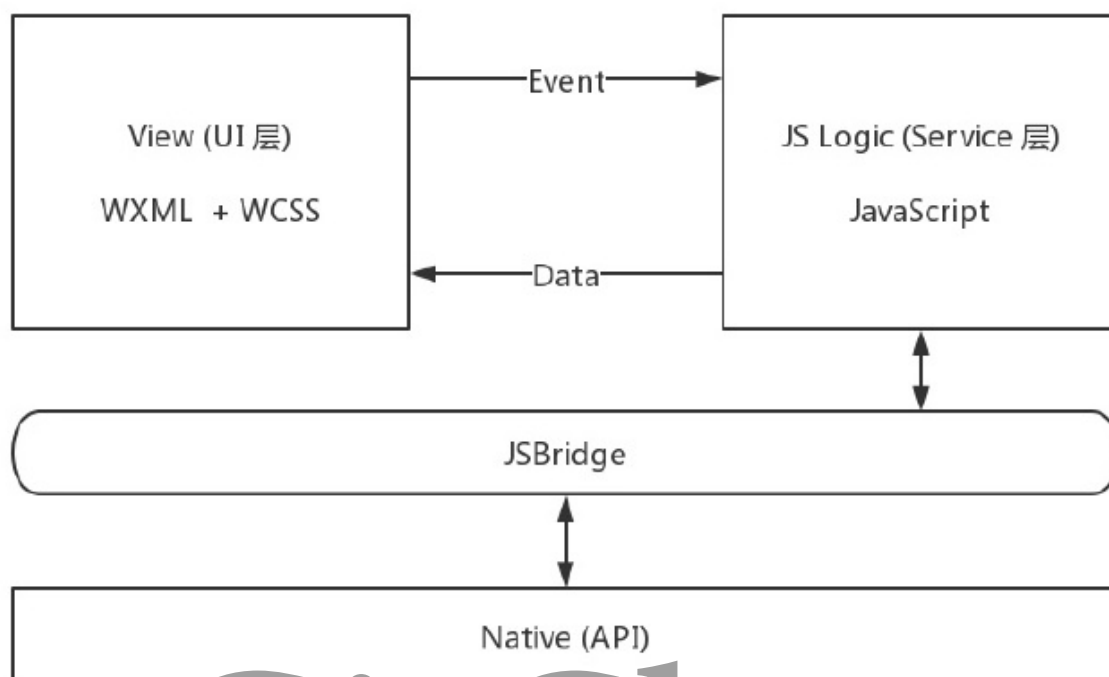 View (UI 层)
WXML + WCSS
Event
Data
JS Logic (Service 层)
JavaScript
JSBridge
Native (API)